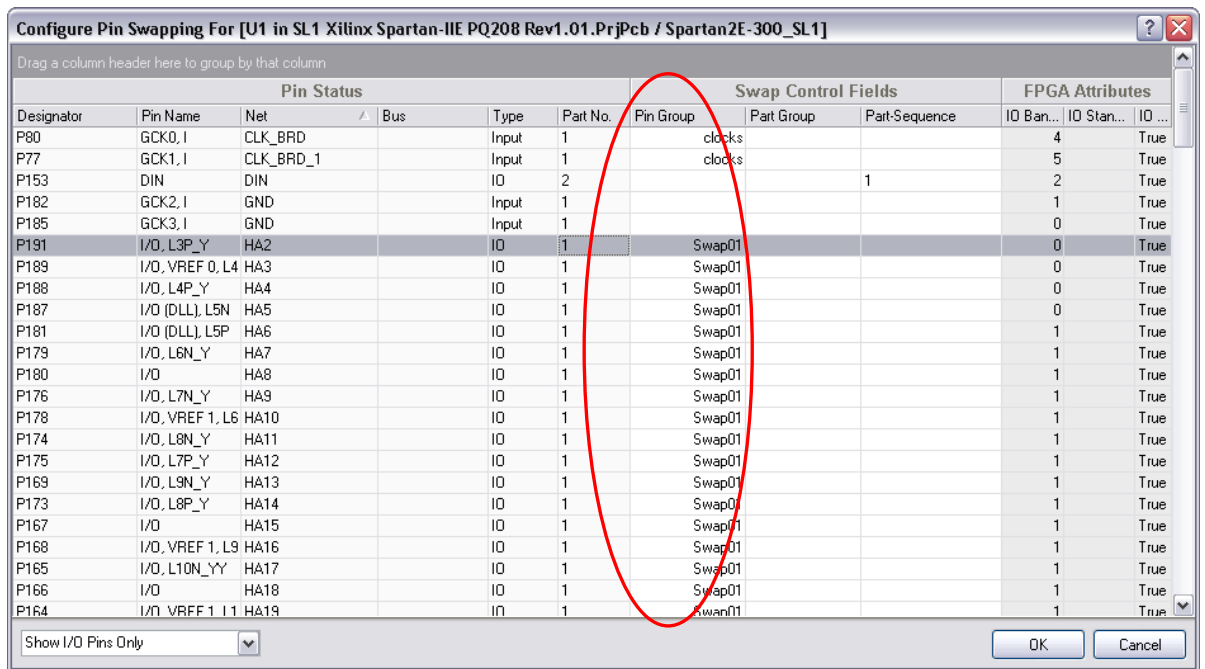 Configure Pin Swapping For [U1 in SL1 Xilinx Spartan-IIE PQ208 Rev1.01.PrjPcb / Spartan2E-300_SL1]
Drag a column header here to group by that column
Pin Status Swap Control Fields FPGA Attributes
Designator Pin Name Net Bus Type Part No. Pin Group Part Group Part-Sequence IO Ban... IO Stan... IO ...
P80 GCK0, I CLK_BRD Input 1 clocks 4 True
P77 GCK1, I CLK_BRD_1 Input 1 clocks 5 True
P153 DIN DIN IO 2 1 2 True
P182 GCK2, I GND Input 1 1 True
P185 GCK3, I GND Input 1 0 True
P191 I/O, L3P_Y HA2 IO 1 Swap01 0 True
P189 I/O, VREF 0, L4 HA3 IO 1 Swap01 0 True
P188 I/O, L4P_Y HA4 IO 1 Swap01 0 True
P187 I/O (DLL), L5N HA5 IO 1 Swap01 0 True
P181 I/O (DLL), L5P HA6 IO 1 Swap01 1 True
P179 I/O, L6N_Y HA7 IO 1 Swap01 1 True
P180 I/O HA8 IO 1 Swap01 1 True
P176 I/O, L7N_Y HA9 IO 1 Swap01 1 True
P178 I/O, VREF 1, L6 HA10 IO 1 Swap01 1 True
P174 I/O, L8N_Y HA11 IO 1 Swap01 1 True
P175 I/O, L7P_Y HA12 IO 1 Swap01 1 True
P169 I/O, L9N_Y HA13 IO 1 Swap01 1 True
P173 I/O, L8P_Y HA14 IO 1 Swap01 1 True
P167 I/O HA15 IO 1 Swap01 1 True
P168 I/O, VREF 1, L9 HA16 IO 1 Swap01 1 True
P165 I/O, L10N_YY HA17 IO 1 Swap01 1 True
P166 I/O HA18 IO 1 Swap01 1 True
P164 I/O, VREF 1, L1 HA19 IO 1 Swap01 1 True
Show I/O Pins Only OK Cancel